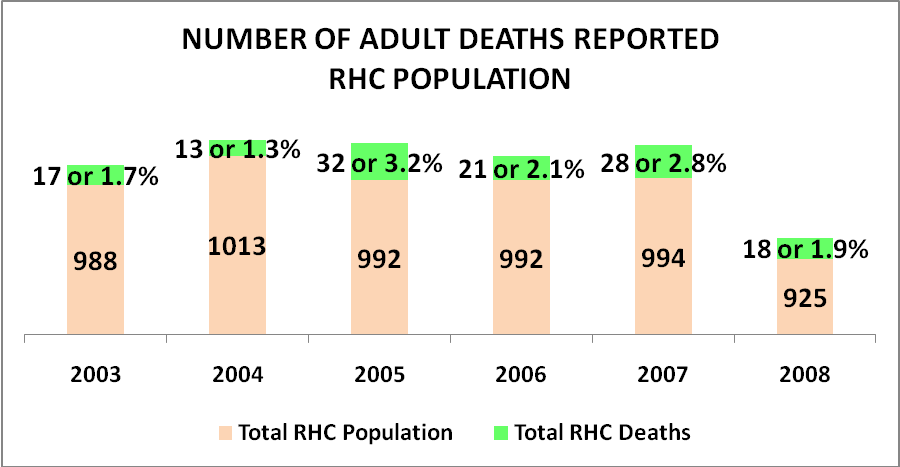 NUMBER OF ADULT DEATHS REPORTED
RHC POPULATION
17 or 1.7%
13 or 1.3%
32 or 3.2%
21 or 2.1%
28 or 2.8%
18 or 1.9%
988
1013
992
992
994
925
2003
2004
2005
2006
2007
2008
Total RHC Population
Total RHC Deaths